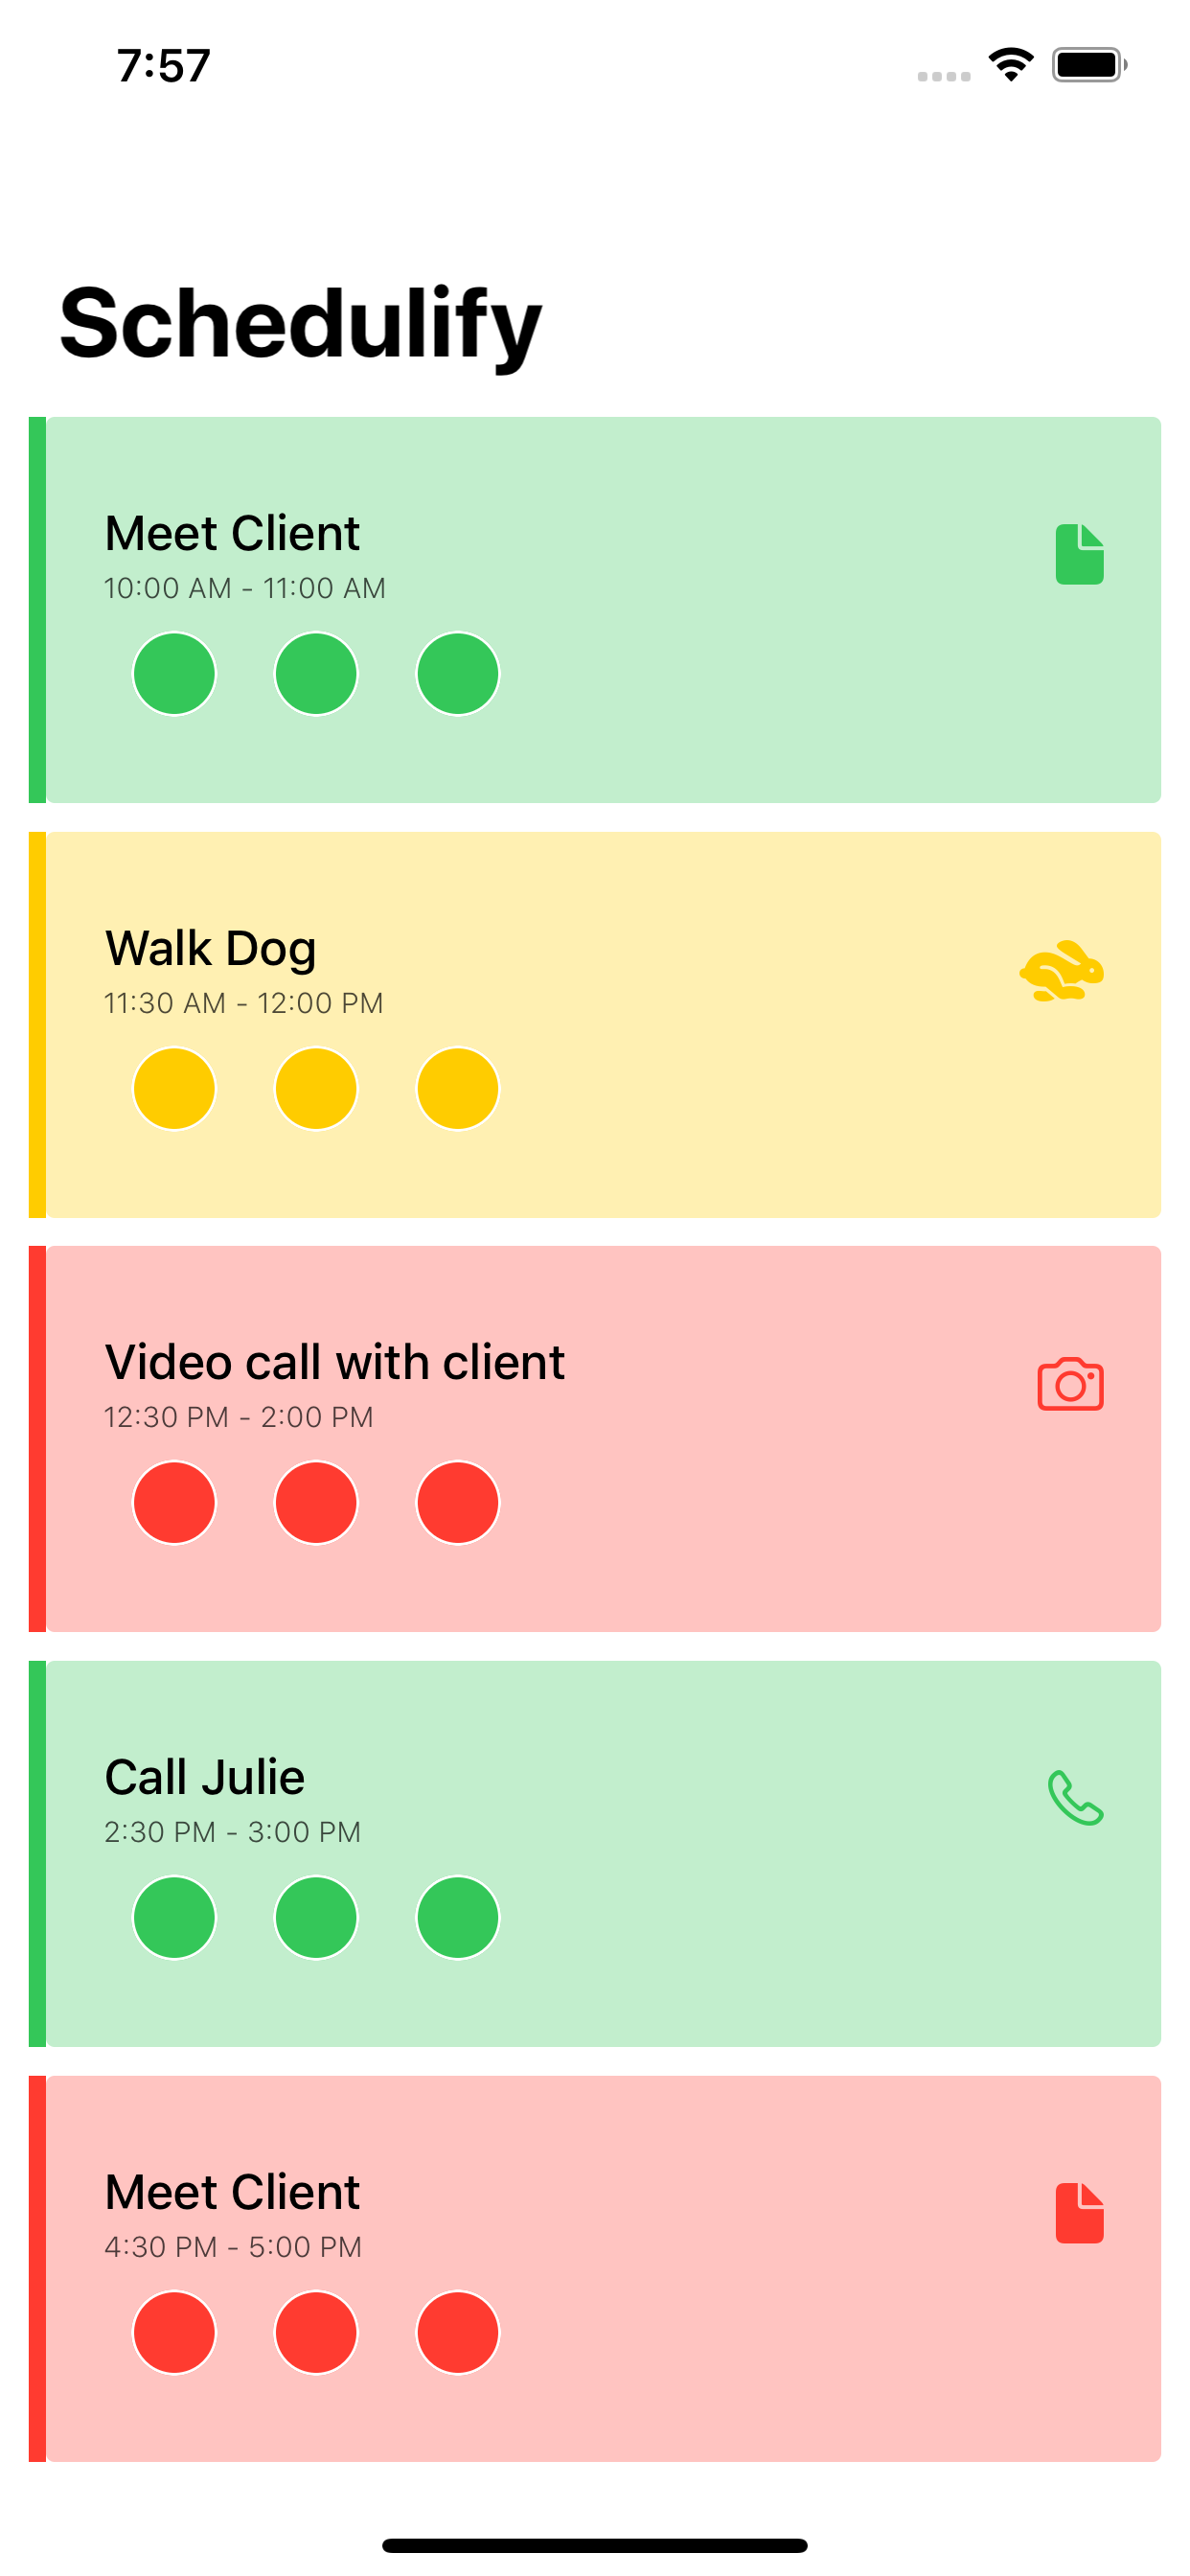 7:57
Schedulify
Meet Client
10:00 AM - 11:00 AM
Walk Dog
11:30 AM - 12:00 PM
Video call with client
12:30 PM - 2:00 PM
Call Julie
2:30 PM - 3:00 PM
Meet Client
4:30 PM - 5:00 PM